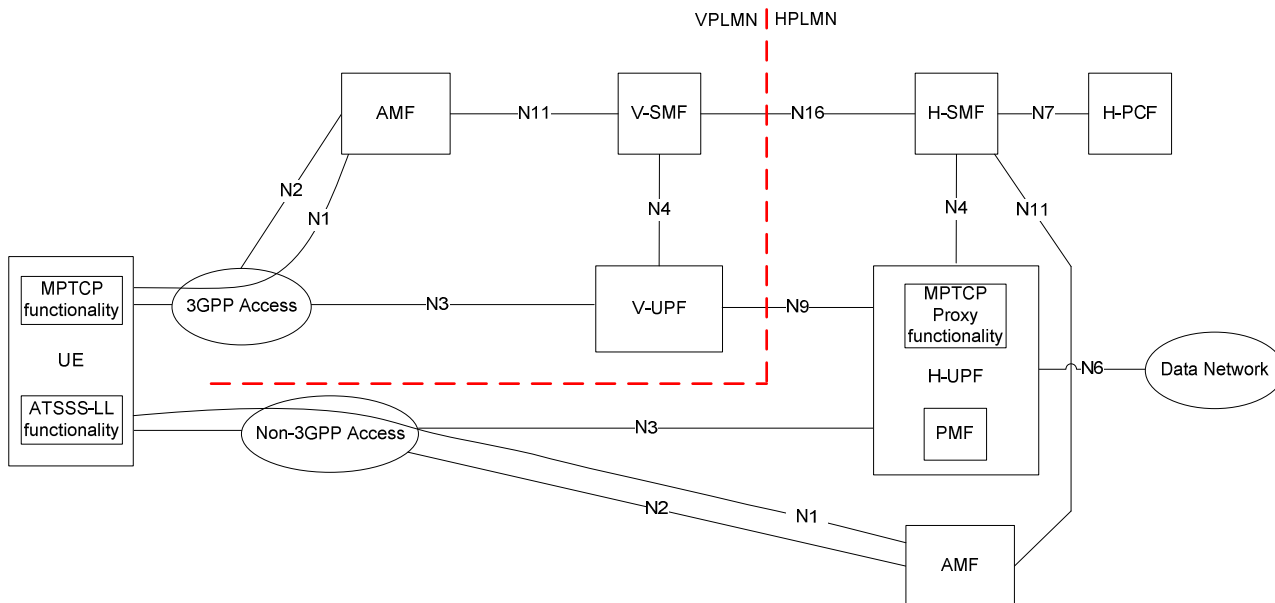 VPLMN HPLMN
AMF
N11
V-SMF
N16
H-SMF
N7
H-PCF
N2
N1
N4
N4
N11
MPTCP
functionality
3GPP Access
N3
V-UPF
N9
MPTCP
Proxy
functionality
UE
H-UPF
N6
Data Network
ATSSS-LL
functionality
Non-3GPP Access
N3
PMF
N2
N1
AMF